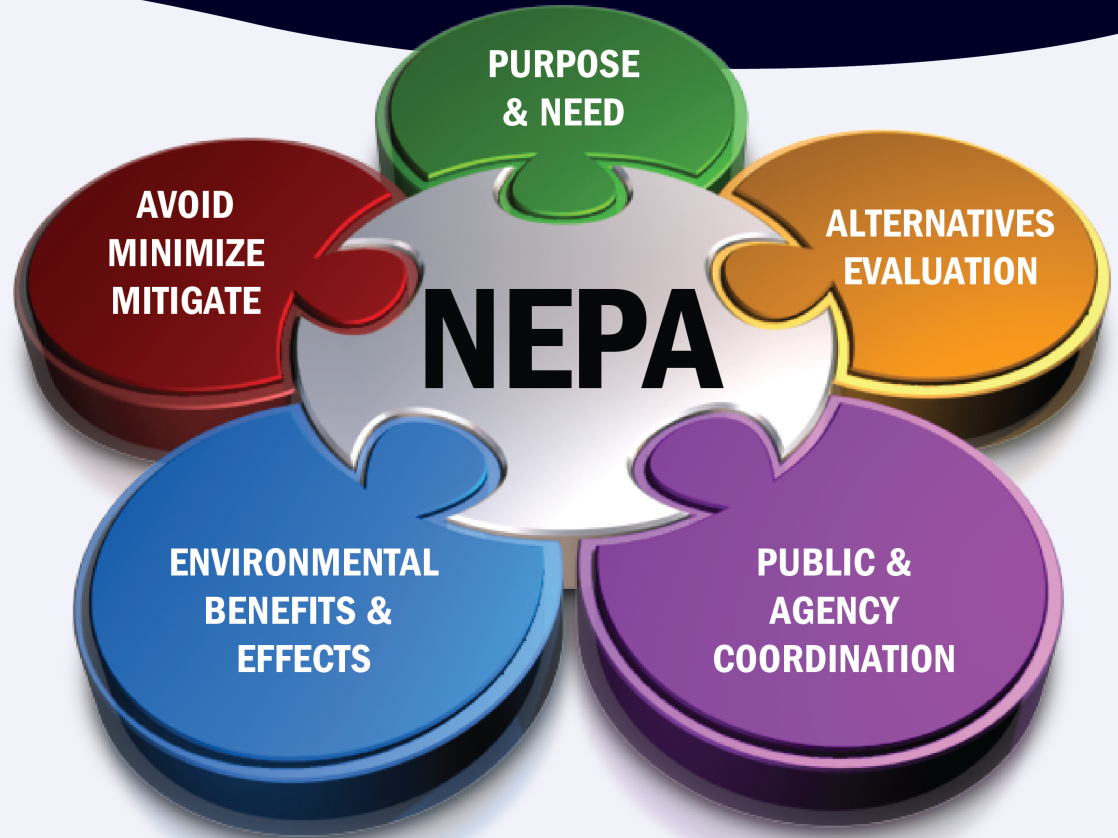 PURPOSE
& NEED
AVOID
MINIMIZE
MITIGATE
ALTERNATIVES
EVALUATION
NEPA
ENVIRONMENTAL
BENEFITS &
EFFECTS
PUBLIC &
AGENCY
COORDINATION